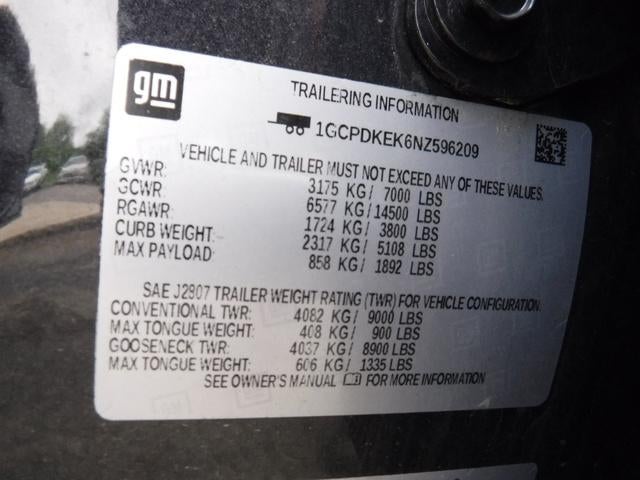 gm
TRAILERING INFORMATION
1GCPDKEK6NZ596209
VEHICLE AND TRAILER MUST NOT EXCEED ANY OF THESE VALUES.
GVWR: 3175 KG/ 7000 LBS
GCWR: 6577 KG/ 14500 LBS
RGAWR: 1724 KG/ 3800 LBS
CURB WEIGHT: 2317 KG/ 5108 LBS
MAX PAYLOAD: 858 KG/ 1892 LBS
SAE J2807 TRAILER WEIGHT RATING (TWR) FOR VEHICLE CONFIGURATION.
CONVENTIONAL TWR: 4082 KG/ 9000 LBS
MAX TONGUE WEIGHT: 408 KG/ 900 LBS
GOOSENECK TWR: 4037 KG/ 8900 LBS
MAX TONGUE WEIGHT: 606 KG/ 1335 LBS
SEE OWNER'S MANUAL FOR MORE INFORMATION